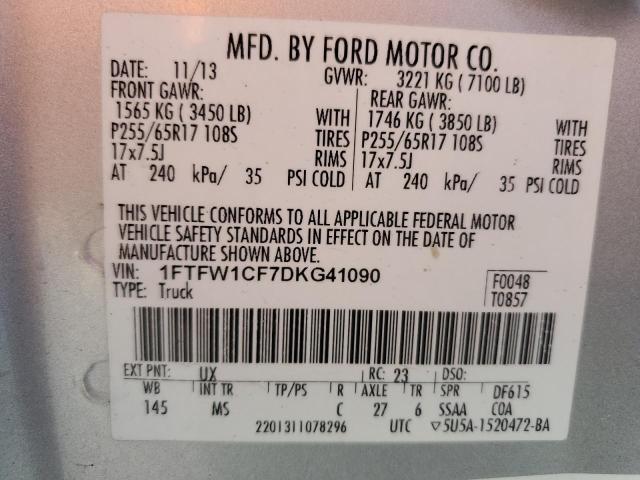 MFD. BY FORD MOTOR CO.
DATE: 11/13 GVWR: 3221 KG ( 7100 LB)
FRONT GAWR: REAR GAWR:
1565 KG ( 3450 LB) WITH 1746 KG ( 3850 LB) WITH
P255/65R17 108S TIRES P255/65R17 108S TIRES
17x7.5J RIMS 17x7.5J RIMS
AT 240 kPa/ 35 PSI COLD AT 240 kPa/ 35 PSI COLD
THIS VEHICLE CONFORMS TO ALL APPLICABLE FEDERAL MOTOR
VEHICLE SAFETY STANDARDS IN EFFECT ON THE DATE OF
MANUFACTURE SHOWN ABOVE.
VIN: 1FTFW1CF7DKG41090 F0048
TYPE: Truck T0857
EXT PNT: UX RC: 23 DSO:
WB INT TR TP/PS R AXLE TR SPR DF615
145 MS C 27 6 SSAA COA
2201311078296 UTC ▽5U5A-1520472-BA